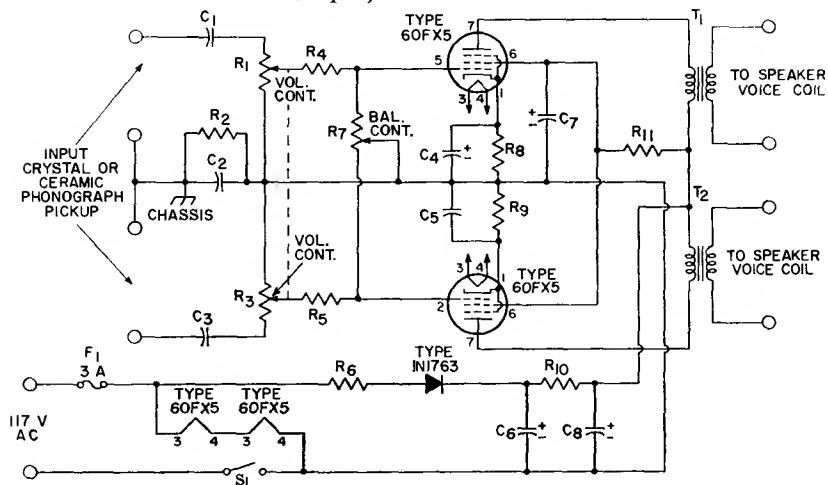 TYPE
60FX5
C1
R1
VOL.
CONT.
R4
5
7
6
3
4
1
T1
TO SPEAKER
VOICE COIL
R2
C2
CHASSIS
INPUT
CRYSTAL OR
CERAMIC
PHONOGRAPH
PICKUP
R7
BAL.
CONT.
C4
+
-
R8
+
-
C7
R11
C5
R9
T2
VOL.
CONT.
R3
R5
C3
2
3
4
1
6
7
TYPE
60FX5
TO SPEAKER
VOICE COIL
F1
3 A
117 V
AC
TYPE
60FX5
3
4
TYPE
60FX5
3
4
R6
TYPE
1N1763
R10
C6
+
-
C8
+
-
S1